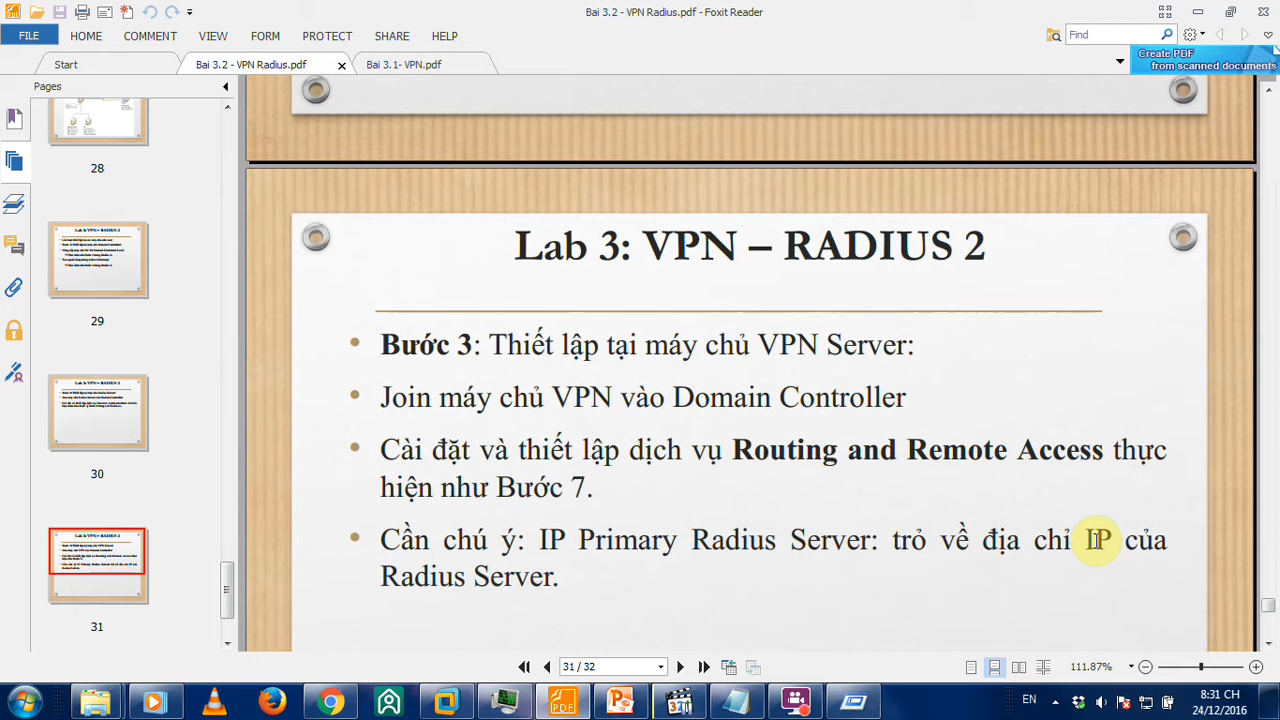 Bai 3.2 - VPN Radius.pdf - Foxit Reader
FILE HOME COMMENT VIEW FORM PROTECT SHARE HELP
Find
Start Bai 3.2 - VPN Radius.pdf Bai 3.1- VPN.pdf
Create PDF
from scanned documents
Pages
28
29
30
31
Lab 3: VPN – RADIUS 2
• Bước 3: Thiết lập tại máy chủ VPN Server:
• Join máy chủ VPN vào Domain Controller
• Cài đặt và thiết lập dịch vụ Routing and Remote Access thực
hiện như Bước 7.
• Cần chú ý: IP Primary Radius Server: trỏ về địa chỉ IP của
Radius Server.
31 / 32
111.87%
EN
8:31 CH
24/12/2016